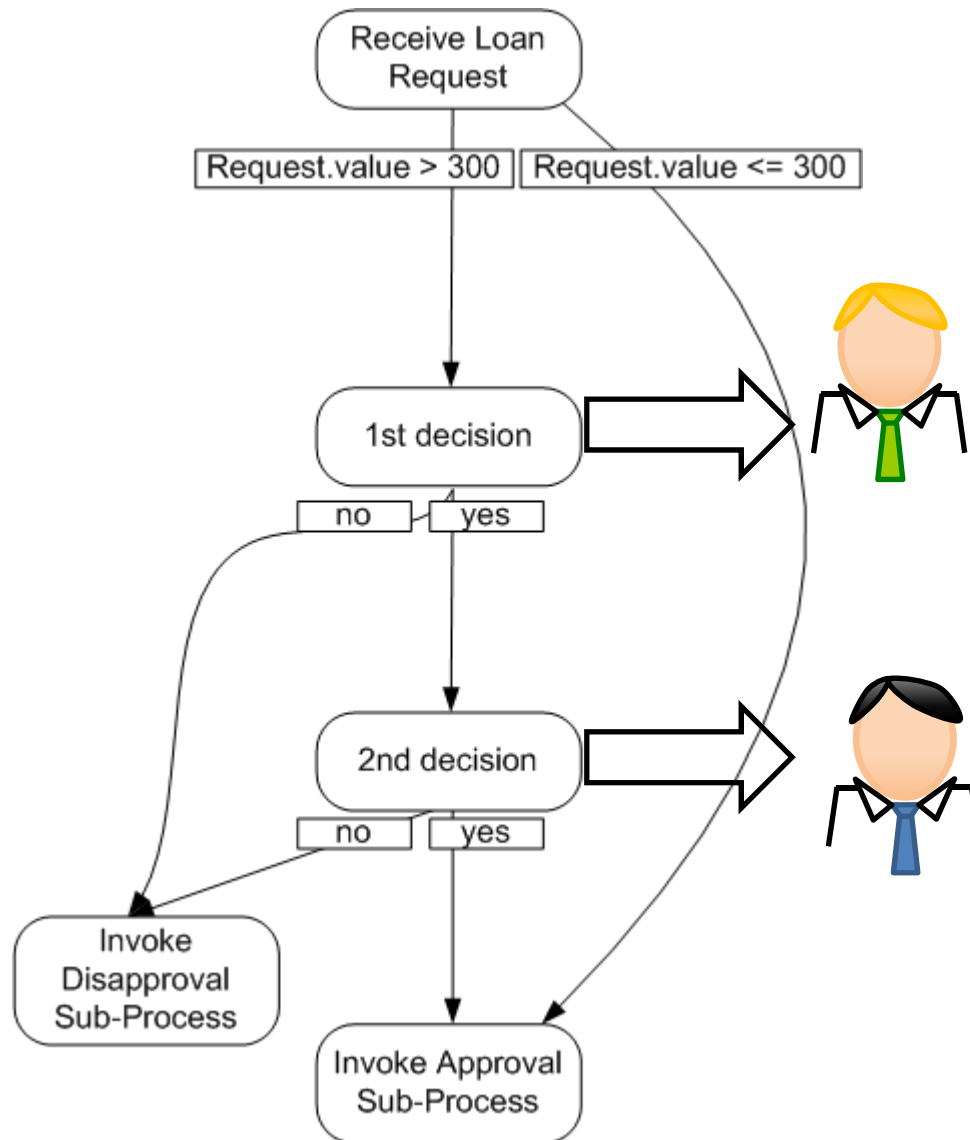 Receive Loan
Request
Request.value > 300
Request.value <= 300
1st decision
no
yes
2nd decision
no
yes
Invoke
Disapproval
Sub-Process
Invoke Approval
Sub-Process